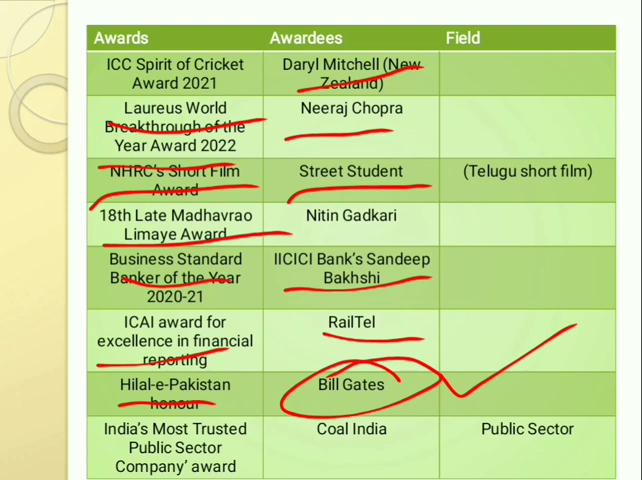 Awards Awardees Field
ICC Spirit of Cricket Award 2021 Daryl Mitchell (New Zealand)
Laureus World Breakthrough of the Year Award 2022 Neeraj Chopra
NHRC's Short Film Award Street Student (Telugu short film)
18th Late Madhavrao Limaye Award Nitin Gadkari
Business Standard Banker of the Year 2020-21 IICICI Bank's Sandeep Bakhshi
ICAI award for excellence in financial reporting RailTel
Hilal-e-Pakistan honour Bill Gates
India's Most Trusted Public Sector Company' award Coal India Public Sector